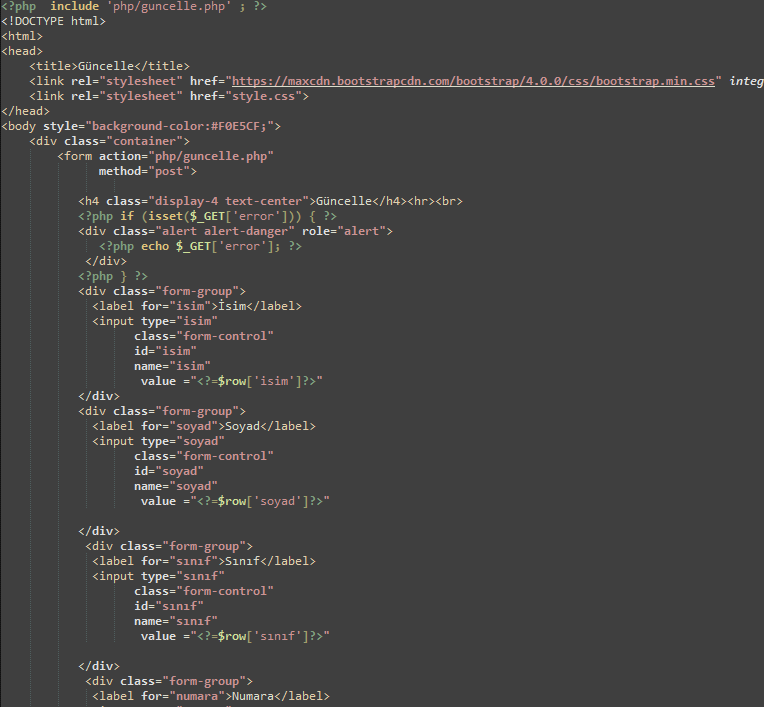 <?php  include 'php/guncelle.php' ; ?>
<!DOCTYPE html>
<html>
<head>
    <title>Güncelle</title>
    <link rel="stylesheet" href="https://maxcdn.bootstrapcdn.com/bootstrap/4.0.0/css/bootstrap.min.css" integ
    <link rel="stylesheet" href="style.css">
</head>
<body style="background-color:#F0E5CF;">
    <div class="container">
        <form action="php/guncelle.php"
              method="post">
           <h4 class="display-4 text-center">Güncelle</h4><hr><br>
           <?php if (isset($_GET['error'])) { ?>
           <div class="alert alert-danger" role="alert">
              <?php echo $_GET['error']; ?>
            </div>
           <?php } ?>
           <div class="form-group">
             <label for="isim">İsim</label>
             <input type="isim"
                   class="form-control"
                   id="isim"
                   name="isim"
                    value ="<?=$row['isim']?>"
           </div>
           <div class="form-group">
             <label for="soyad">Soyad</label>
             <input type="soyad"
                   class="form-control"
                   id="soyad"
                   name="soyad"
                    value ="<?=$row['soyad']?>"
           </div>
            <div class="form-group">
             <label for="sınıf">Sınıf</label>
             <input type="sınıf"
                   class="form-control"
                   id="sınıf"
                   name="sınıf"
                    value ="<?=$row['sınıf']?>"
           </div>
            <div class="form-group">
             <label for="numara">Numara</label>